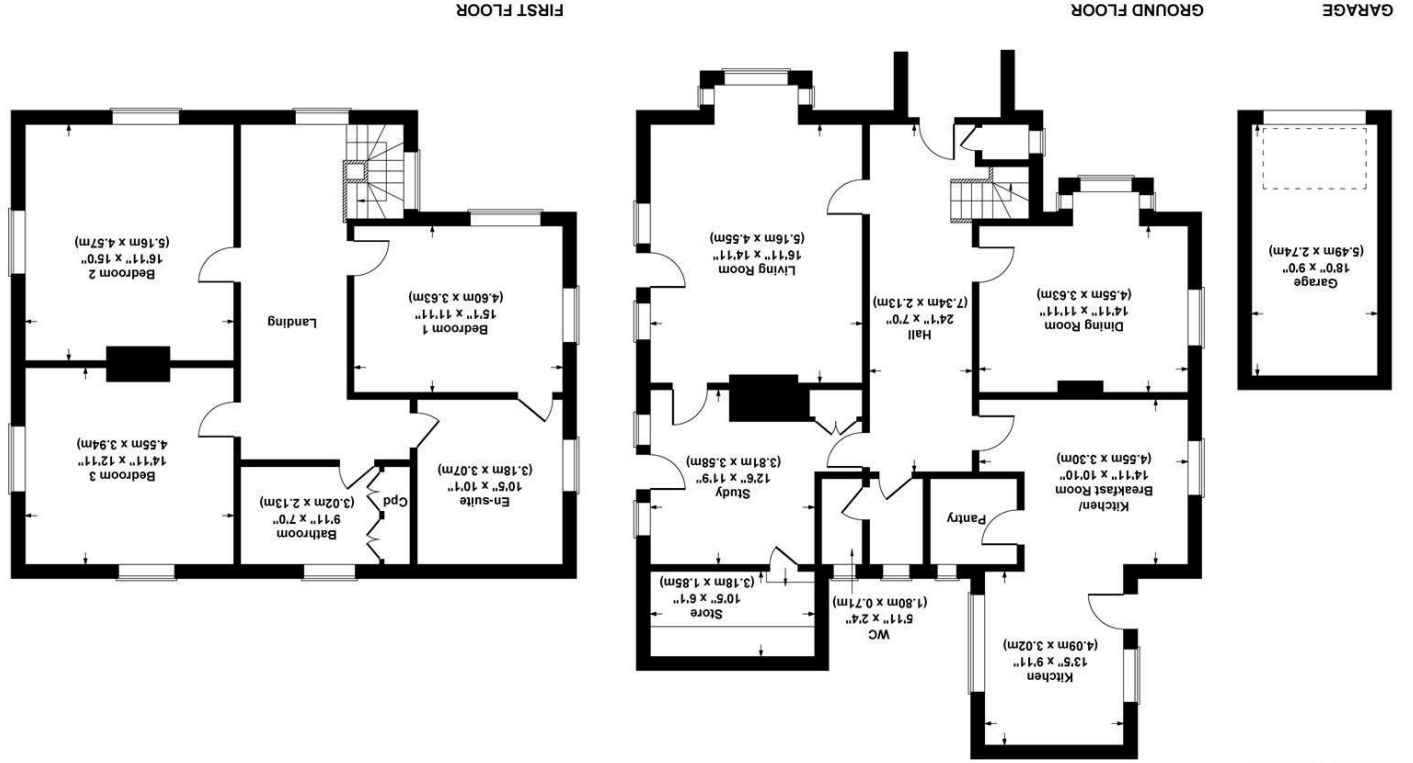 GARAGE
GROUND FLOOR
FIRST FLOOR
Garage
18'0" x 9'0"
(5.49m x 2.74m)
Kitchen
13'5" x 9'11"
(4.09m x 3.02m)
Kitchen/
Breakfast Room
14'11" x 10'10"
(4.55m x 3.30m)
Pantry
WC
5'11" x 2'4"
(1.80m x 0.71m)
Store
10'5" x 6'1"
(3.18m x 1.85m)
Study
12'6" x 11'9"
(3.81m x 3.58m)
Dining Room
14'11" x 11'11"
(4.55m x 3.63m)
Hall
24'1" x 7'0"
(7.34m x 2.13m)
Living Room
16'11" x 14'11"
(5.16m x 4.55m)
En-suite
10'5" x 10'1"
(3.18m x 3.07m)
Cpd
Bathroom
9'11" x 7'0"
(3.02m x 2.13m)
Bedroom 3
14'11" x 12'11"
4.55m x 3.94m)
Bedroom 1
15'1" x 11'11"
(4.60m x 3.63m)
Landing
Bedroom 2
16'11" x 15'0"
(5.16m x 4.57m)